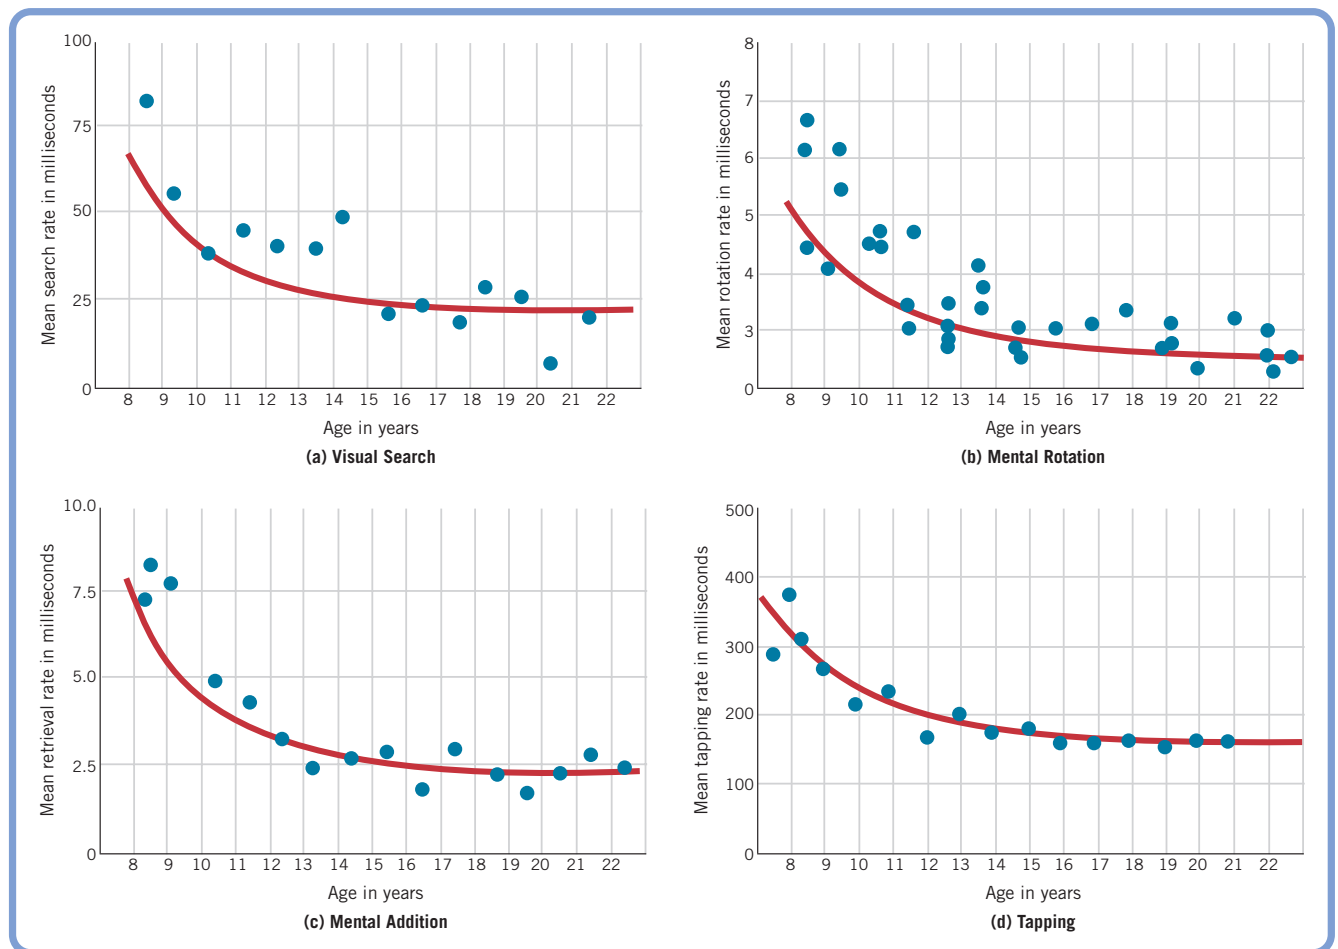 100
75
50
25
0
Mean search rate in milliseconds
8 9 10 11 12 13 14 15 16 17 18 19 20 21 22
Age in years
(a) Visual Search
8
7
6
5
4
3
0
Mean rotation rate in milliseconds
8 9 10 11 12 13 14 15 16 17 18 19 20 21 22
Age in years
(b) Mental Rotation
10.0
7.5
5.0
2.5
0
Mean retrieval rate in milliseconds
8 9 10 11 12 13 14 15 16 17 18 19 20 21 22
Age in years
(c) Mental Addition
500
400
300
200
100
0
Mean tapping rate in milliseconds
8 9 10 11 12 13 14 15 16 17 18 19 20 21 22
Age in years
(d) Tapping